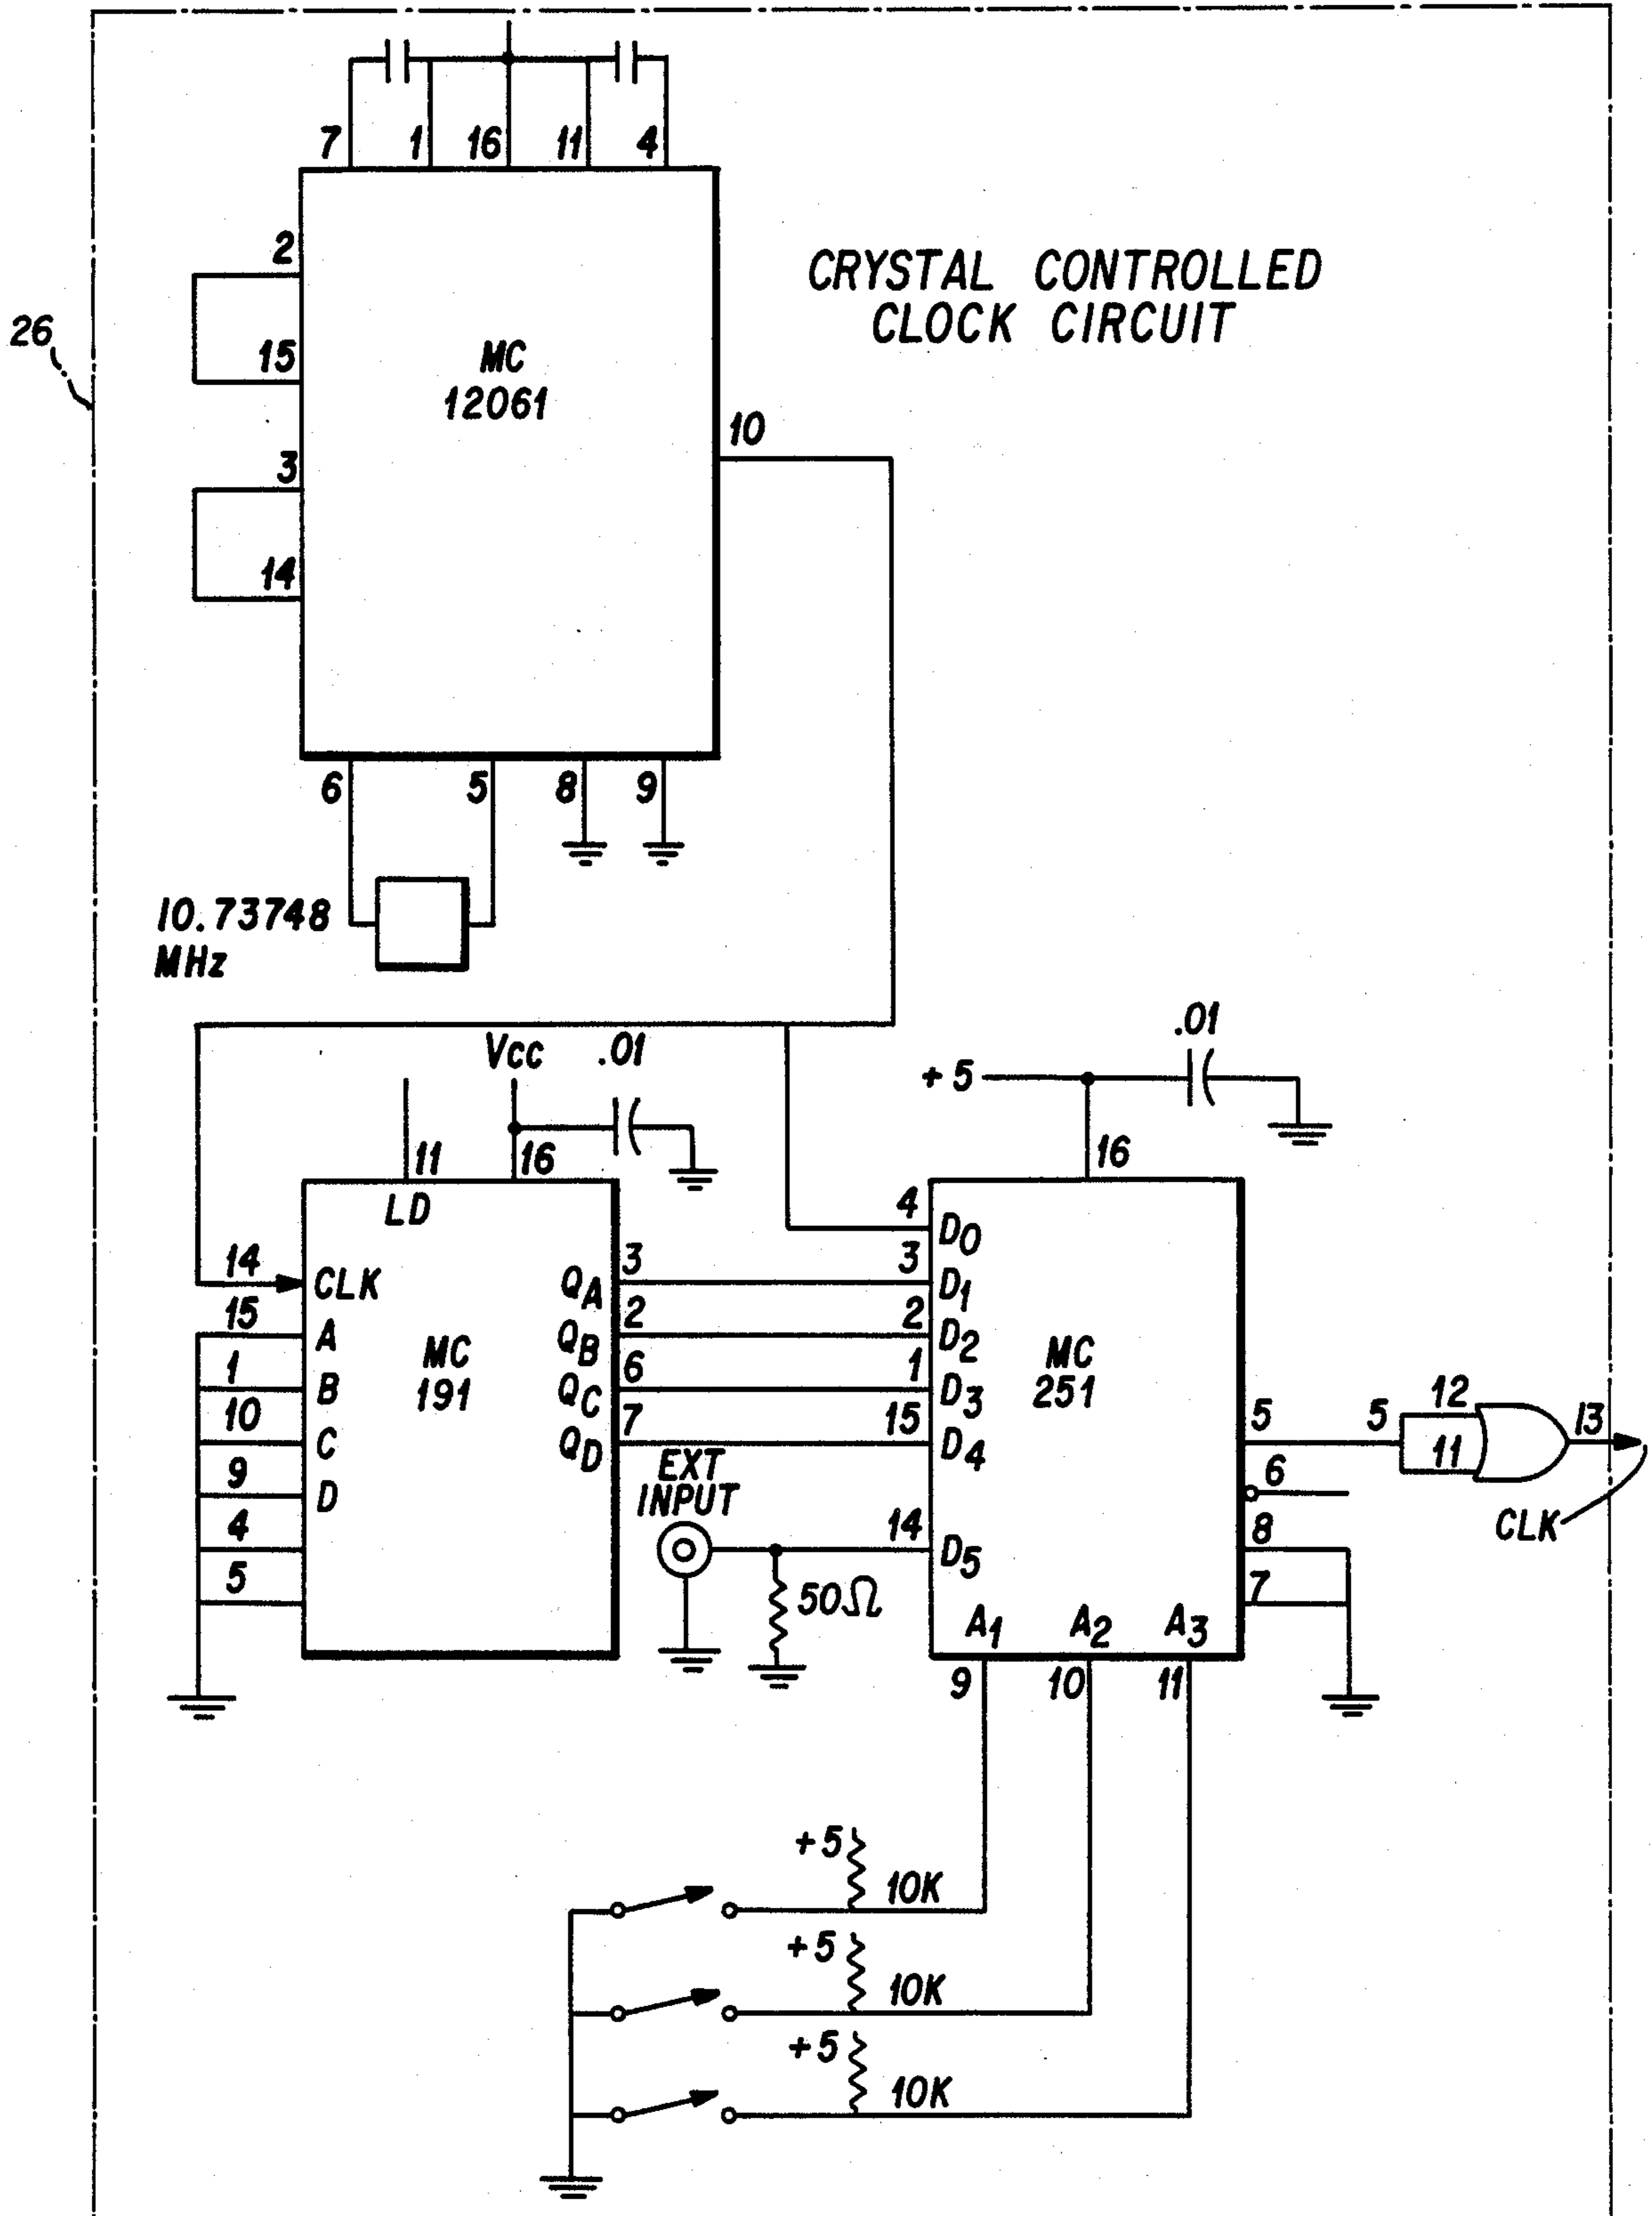 7 1 16 11 4
2
CRYSTAL CONTROLLED
CLOCK CIRCUIT
26
15
MC
12061
10
3
14
6 5 8 9
10.73748
MHz
Vcc .01
+5 .01
11 16
16
LD
4 D0
14 CLK QA 3 3 D1
15 A QB 2 2 D2
MC
191
MC
251
1 B QC 6 1 D3
10 C QD 7 15 D4
5 5 12 11 13
9 D
EXT
INPUT
6
CLK
4
14 D5
8
5
50Ω
7
A1 A2 A3
9 10 11
+5
10K
+5
10K
+5
10K